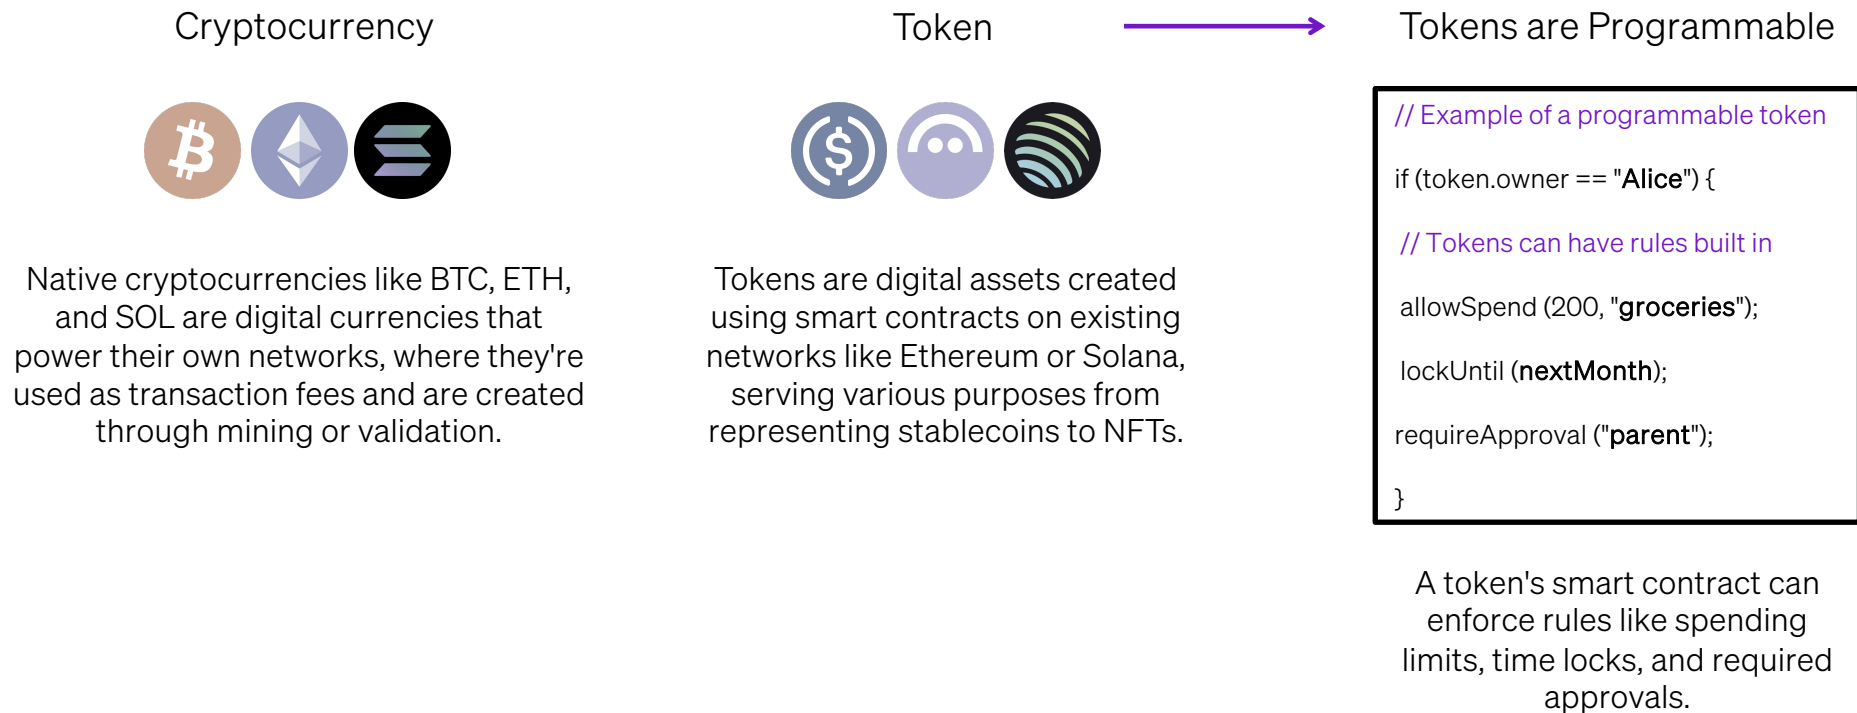 Cryptocurrency
Native cryptocurrencies like BTC, ETH,
and SOL are digital currencies that
power their own networks, where they're
used as transaction fees and are created
through mining or validation.
Token
Tokens are digital assets created
using smart contracts on existing
networks like Ethereum or Solana,
serving various purposes from
representing stablecoins to NFTs.
Tokens are Programmable
// Example of a programmable token
if (token.owner == "Alice") {
// Tokens can have rules built in
allowSpend (200, "groceries");
lockUntil (nextMonth);
requireApproval ("parent");
}
A token's smart contract can
enforce rules like spending
limits, time locks, and required
approvals.